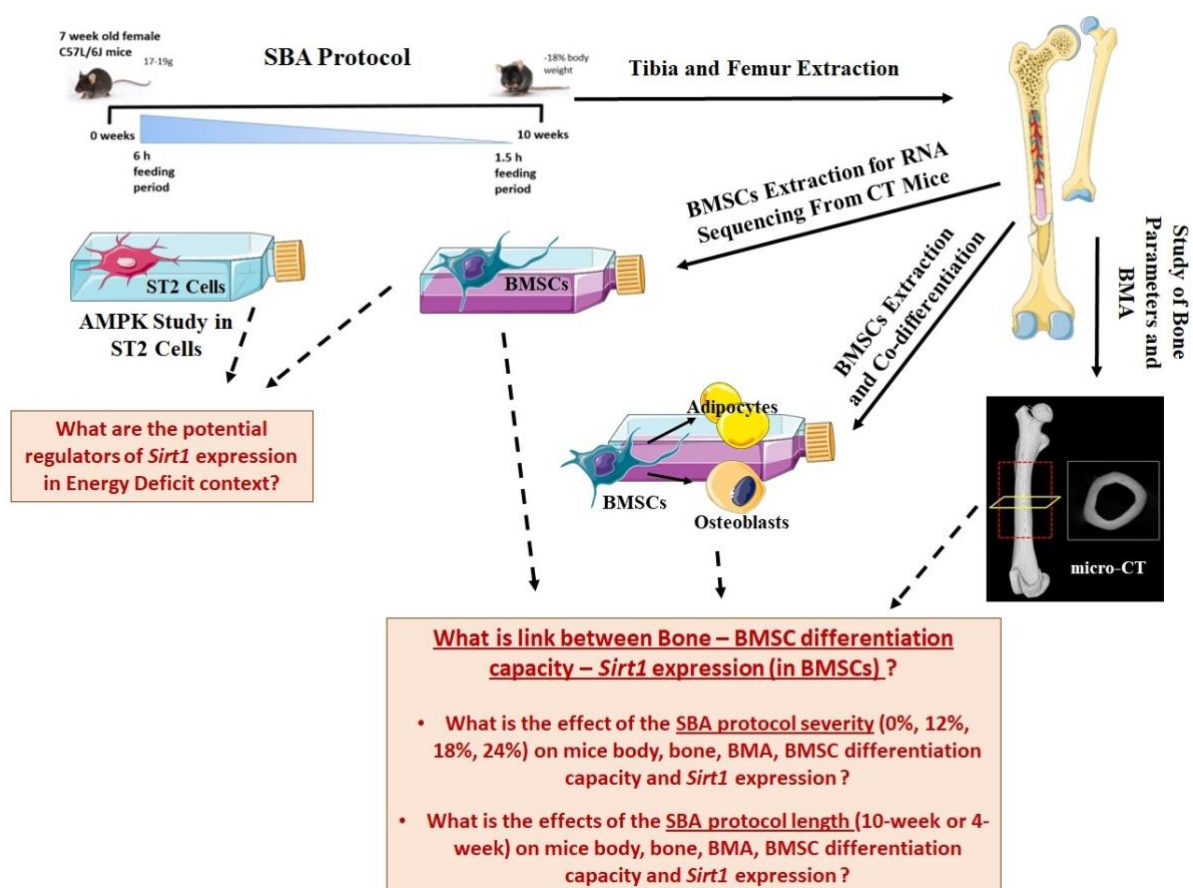 7 week old female
C57L/6J mice
17-19g
SBA Protocol
-18% body
weight
0 weeks
10 weeks
6 h
feeding
period
1.5 h
feeding
period
Tibia and Femur Extraction
BMSCs Extraction for RNA
Sequencing From CT Mice
BMSCs Extraction
and Co-differentiation
Study of Bone
Parameters and
BMA
ST2 Cells
AMPK Study in
ST2 Cells
BMSCs
Adipocytes
BMSCs
Osteoblasts
micro-CT
What are the potential
regulators of Sirt1 expression
in Energy Deficit context?
What is link between Bone – BMSC differentiation
capacity – Sirt1 expression (in BMSCs) ?
• What is the effect of the SBA protocol severity (0%, 12%,
18%, 24%) on mice body, bone, BMA, BMSC differentiation
capacity and Sirt1 expression ?
• What is the effects of the SBA protocol length (10-week or 4-
week) on mice body, bone, BMA, BMSC differentiation
capacity and Sirt1 expression ?